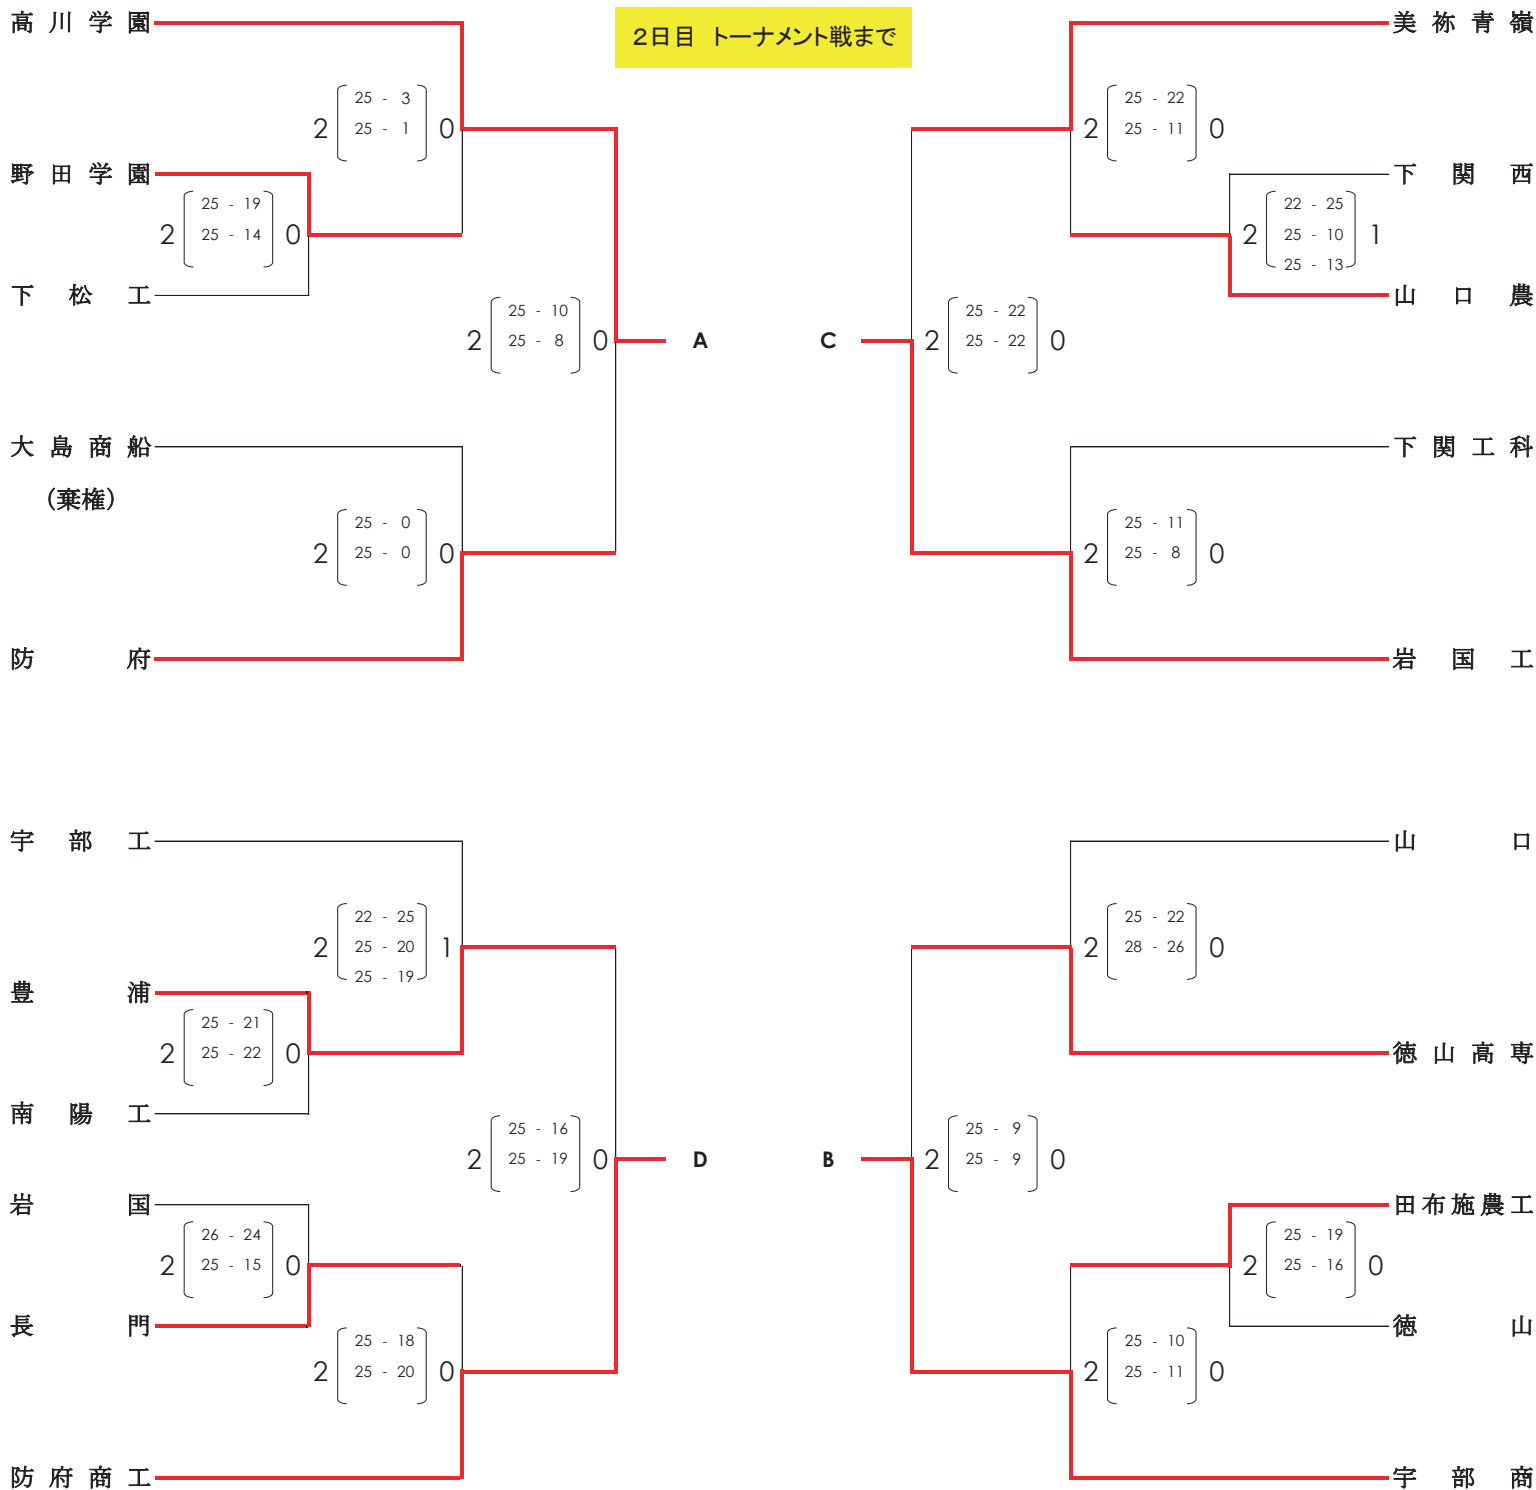 2日目 トーナメント戦まで
高川学園
2 25 - 3 0
25 - 1
野田学園
2 25 - 19 0
25 - 14
下松工
2 25 - 10 0
25 - 8
A
大島商船
（棄権）
2 25 - 0 0
25 - 0
防府
美祢青嶺
2 25 - 22 0
25 - 11
下関西
2 22 - 25 1
25 - 10
25 - 13
山口農
C
2 25 - 22 0
25 - 22
下関工科
2 25 - 11 0
25 - 8
岩国工
宇部工
2 22 - 25 1
25 - 20
25 - 19
豊浦
2 25 - 21 0
25 - 22
南陽工
2 25 - 16 0
25 - 19
D
岩国
2 26 - 24 0
25 - 15
長門
2 25 - 18 0
25 - 20
防府商工
山口
2 25 - 22 0
28 - 26
徳山高専
B
2 25 - 9 0
25 - 9
田布施農工
2 25 - 19 0
25 - 16
徳山
2 25 - 10 0
25 - 11
宇部商